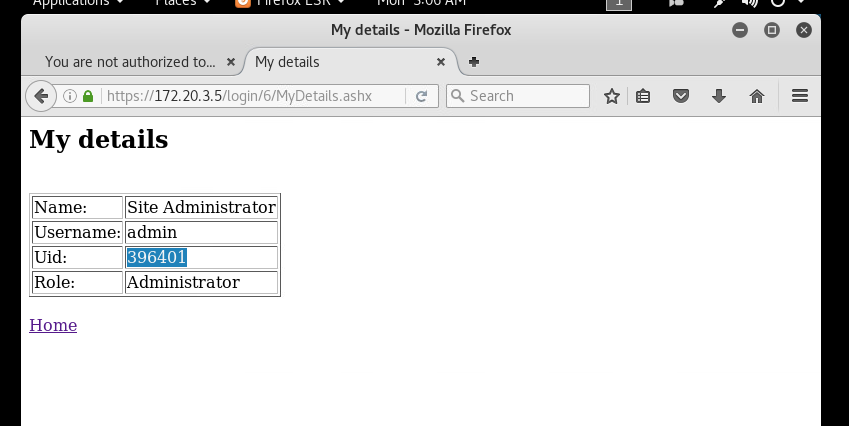 Applications Places Firefox ESR Mon 3:06 AM 1
My details - Mozilla Firefox
You are not authorized to... My details
https://172.20.3.5/login/6/MyDetails.ashx Search
My details
Name: Site Administrator
Username: admin
Uid: 396401
Role: Administrator
Home